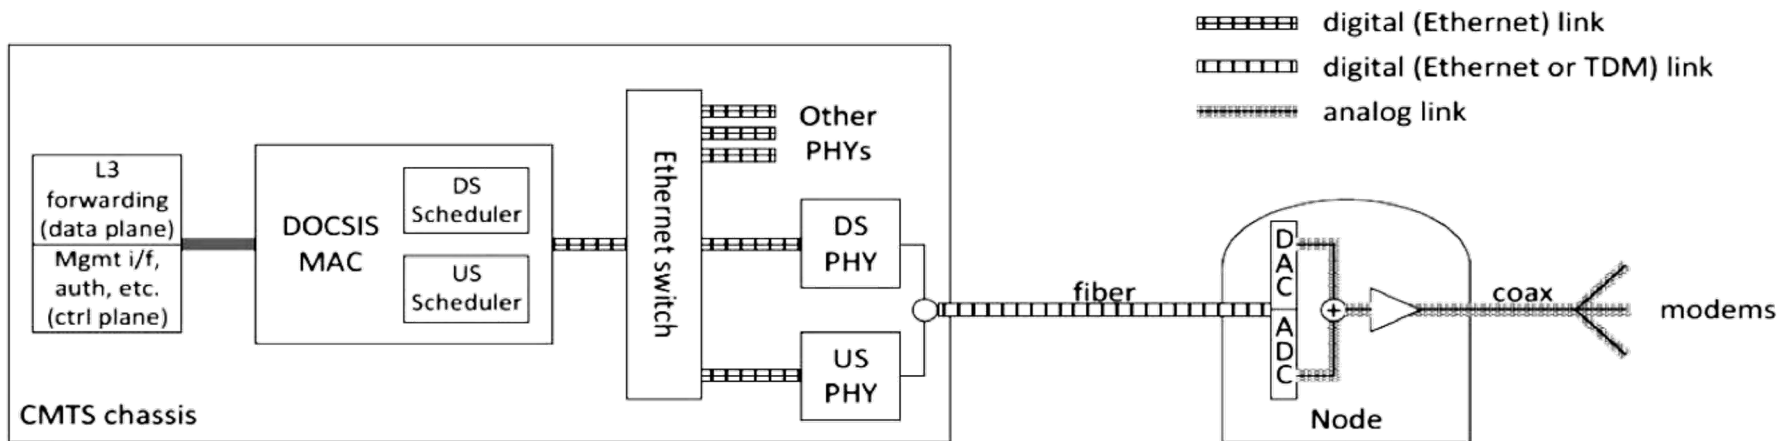 digital (Ethernet) link
digital (Ethernet or TDM) link
analog link
L3
forwarding
(data plane)
Mgmt i/f,
auth, etc.
(ctrl plane)
DOCSIS
MAC
DS
Scheduler
US
Scheduler
Ethernet switch
Other
PHYs
DS
PHY
US
PHY
CMTS chassis
fiber
DAC
ADC
+
Node
coax
modems